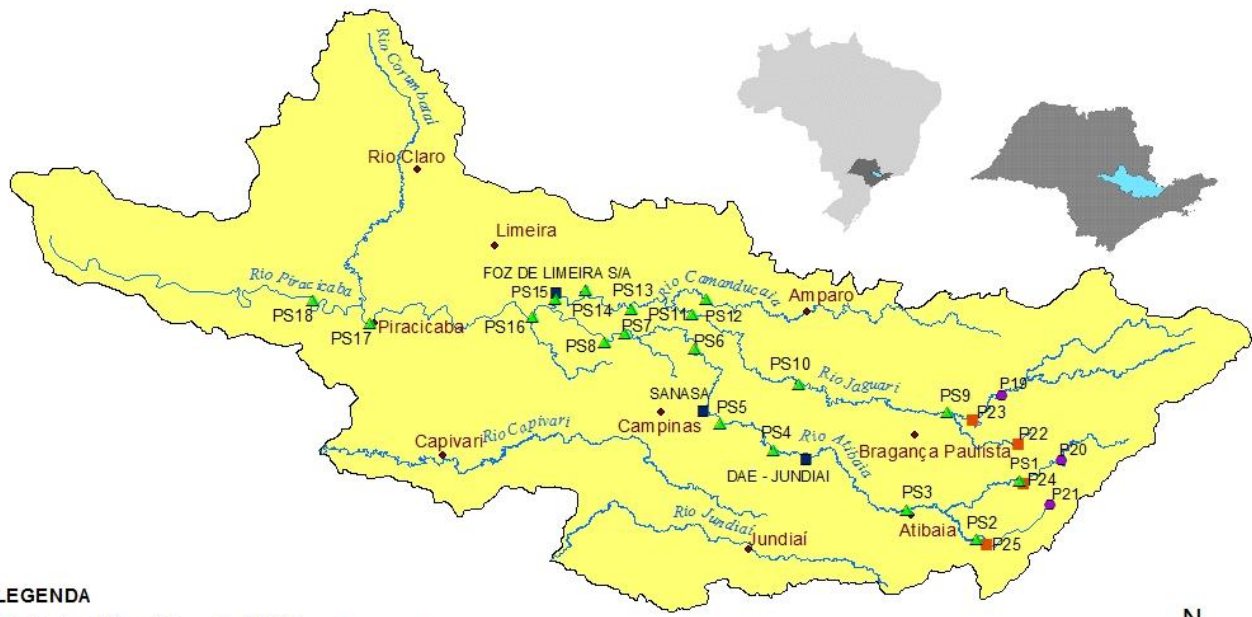 Rio Corumbataí
Rio Claro
Limeira
FOZ DE LIMEIRA S/A
Rio Camanducaia
Amparo
Rio Piracicaba
PS18
PS17
Piracicaba
PS16
PS15
PS14
PS13
PS11
PS12
PS7
PS8
PS6
PS10
Rio Jaguari
PS9
P19
P23
SANASA
PS5
Campinas
Capivari
Rio Capivari
PS4
Rio Atibaia
DAE - JUNDIAI
Bragança Paulista
P22
P20
PS1
P24
P21
PS3
Atibaia
PS2
P25
Rio Jundiaí
Jundiaí
LEGENDA
N